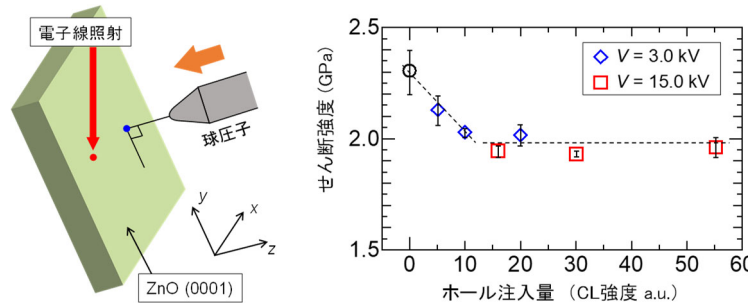 電子線照射
球圧子
y
x
z
ZnO (0001)
せん断強度 (GPa)
2.5
2.0
1.5
V = 3.0 kV
V = 15.0 kV
0 10 20 30 40 50 60
ホール注入量 (CL強度 a.u.)